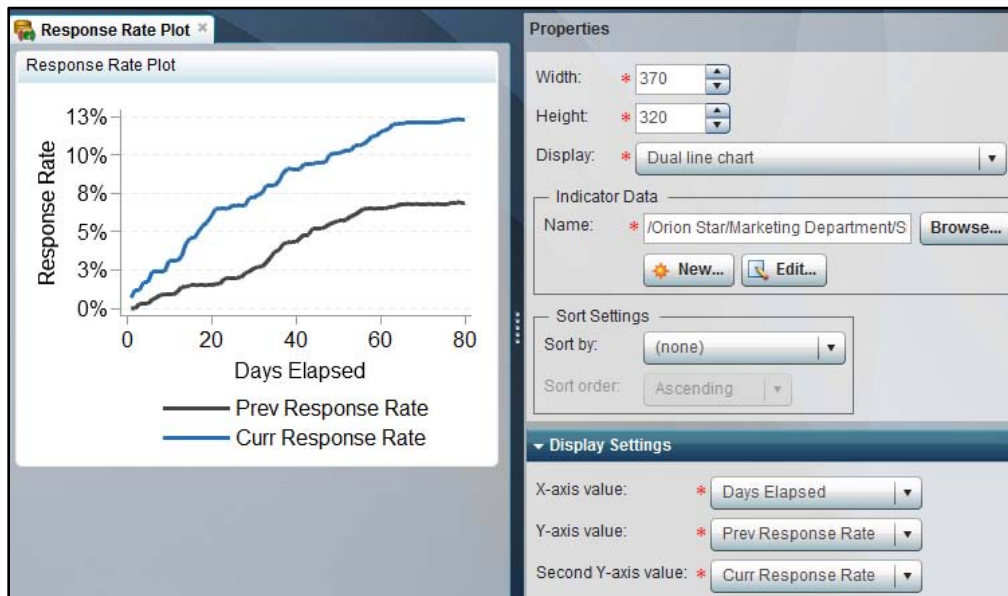 Response Rate Plot
Response Rate Plot
13%
10%
8%
5%
3%
0%
Response Rate
0 20 40 60 80
Days Elapsed
Prev Response Rate
Curr Response Rate
Properties
Width: * 370
Height: * 320
Display: * Dual line chart
Indicator Data
Name: * /Orion Star/Marketing Department/S Browse...
New... Edit...
Sort Settings
Sort by: (none)
Sort order: Ascending
Display Settings
X-axis value: * Days Elapsed
Y-axis value: * Prev Response Rate
Second Y-axis value: * Curr Response Rate